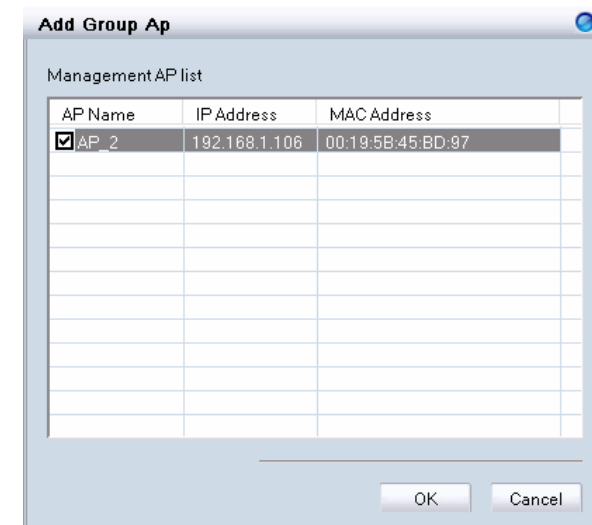 Add Group Ap
Management AP list
AP Name IP Address MAC Address
AP_2 192.168.1.106 00:19:5B:45:BD:97
OK Cancel